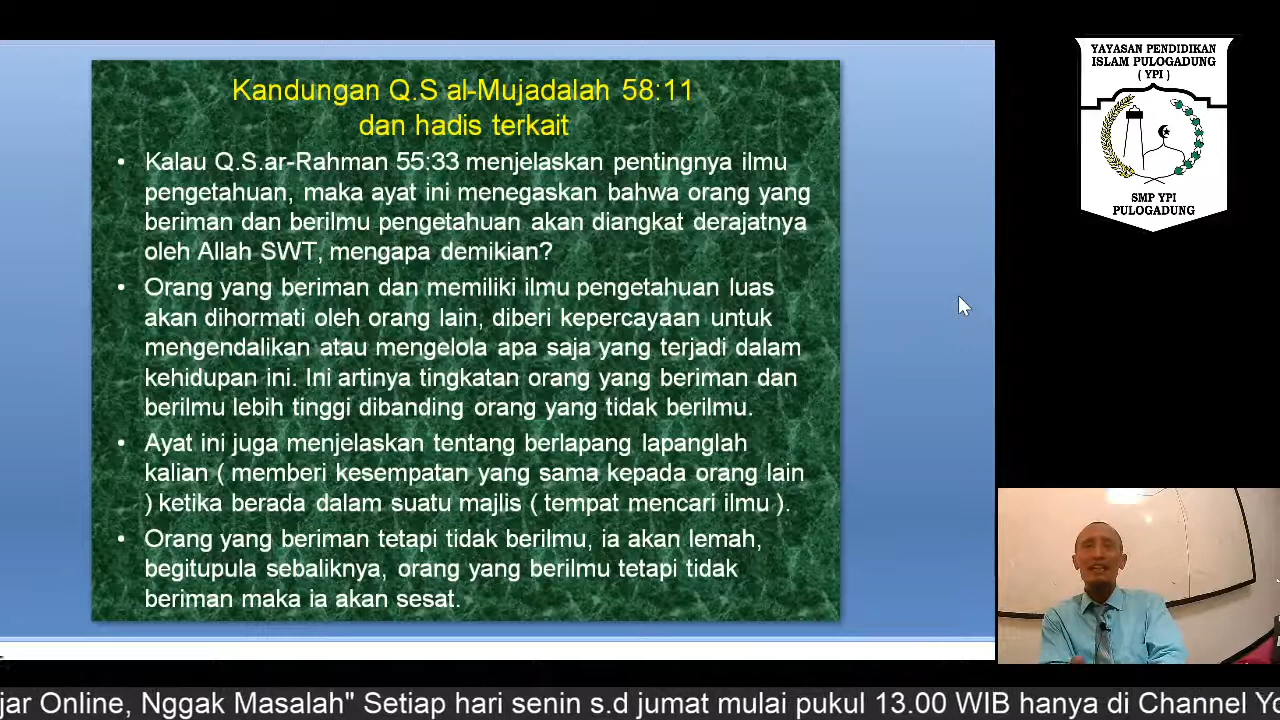 Kandungan Q.S al-Mujadalah 58:11
dan hadis terkait
• Kalau Q.S.ar-Rahman 55:33 menjelaskan pentingnya ilmu
pengetahuan, maka ayat ini menegaskan bahwa orang yang
beriman dan berilmu pengetahuan akan diangkat derajatnya
oleh Allah SWT, mengapa demikian?
• Orang yang beriman dan memiliki ilmu pengetahuan luas
akan dihormati oleh orang lain, diberi kepercayaan untuk
mengendalikan atau mengelola apa saja yang terjadi dalam
kehidupan ini. Ini artinya tingkatan orang yang beriman dan
berilmu lebih tinggi dibanding orang yang tidak berilmu.
• Ayat ini juga menjelaskan tentang berlapang lapanglah
kalian ( memberi kesempatan yang sama kepada orang lain
) ketika berada dalam suatu majlis ( tempat mencari ilmu ).
• Orang yang beriman tetapi tidak berilmu, ia akan lemah,
begitupula sebaliknya, orang yang berilmu tetapi tidak
beriman maka ia akan sesat.
YAYASAN PENDIDIKAN
ISLAM PULOGADUNG
( YPI )
SMP YPI
PULOGADUNG
jar Online, Nggak Masalah" Setiap hari senin s.d jumat mulai pukul 13.00 WIB hanya di Channel Yo